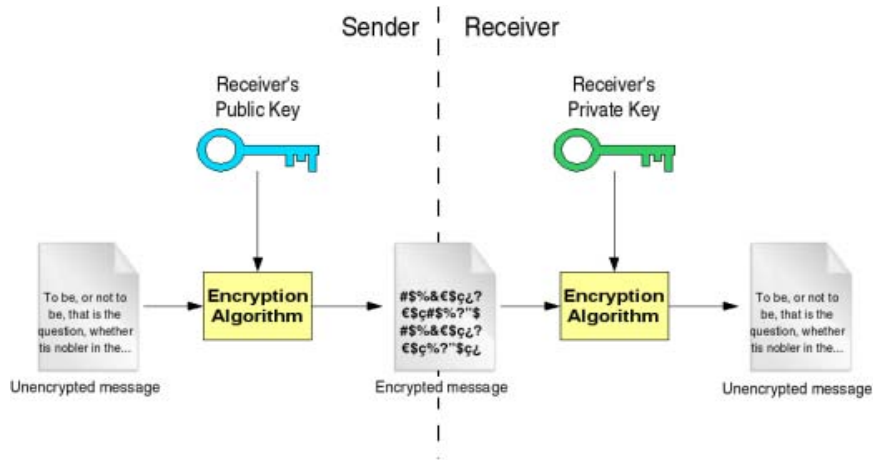 Sender
Receiver
Receiver's
Public Key
Receiver's
Private Key
To be, or not to
be, that is the
question, whether
tis nobler in the...
Unencrypted message
Encryption
Algorithm
#$%&€$ç¿?
€$ç#$%?"$
#$%&€$ç¿?
€$ç%?"$ç¿
Encrypted message
Encryption
Algorithm
To be, or not to
be, that is the
question, whether
tis nobler in the...
Unencrypted message